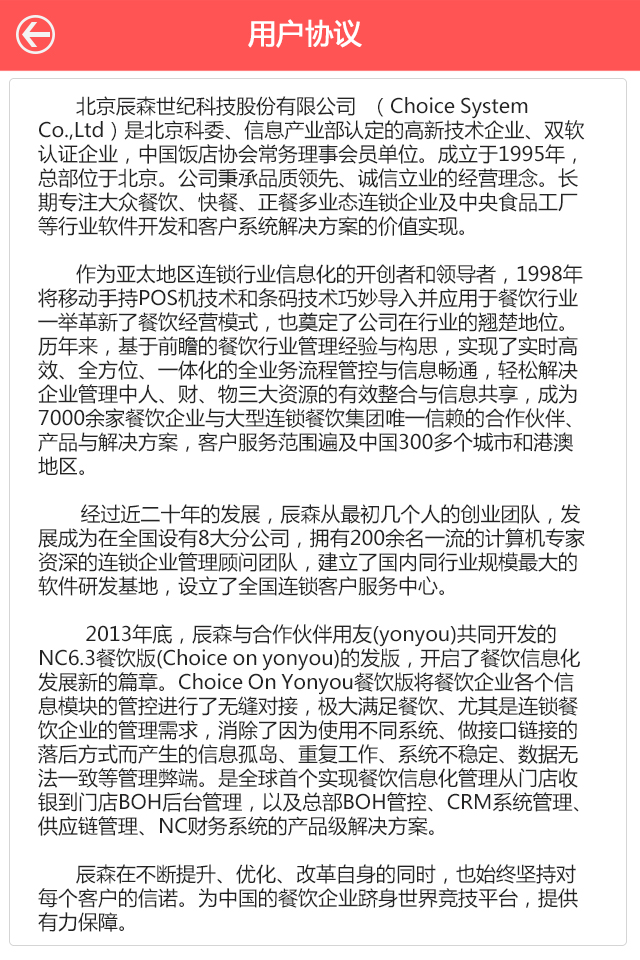 用户协议
北京辰森世纪科技股份有限公司 （Choice System
Co.,Ltd）是北京科委、信息产业部认定的高新技术企业、双软
认证企业，中国饭店协会常务理事会员单位。成立于1995年，
总部位于北京。公司秉承品质领先、诚信立业的经营理念。长
期专注大众餐饮、快餐、正餐多业态连锁企业及中央食品工厂
等行业软件开发和客户系统解决方案的价值实现。
作为亚太地区连锁行业信息化的开创者和领导者，1998年
将移动手持POS机技术和条码技术巧妙导入并应用于餐饮行业
一举革新了餐饮经营模式，也奠定了公司在行业的翘楚地位。
历年来，基于前瞻的餐饮行业管理经验与构思，实现了实时高
效、全方位、一体化的全业务流程管控与信息畅通，轻松解决
企业管理中人、财、物三大资源的有效整合与信息共享，成为
7000余家餐饮企业与大型连锁餐饮集团唯一信赖的合作伙伴、
产品与解决方案，客户服务范围遍及中国300多个城市和港澳
地区。
经过近二十年的发展，辰森从最初几个人的创业团队，发
展成为在全国设有8大分公司，拥有200余名一流的计算机专家
资深的连锁企业管理顾问团队，建立了国内同行业规模最大的
软件研发基地，设立了全国连锁客户服务中心。
2013年底，辰森与合作伙伴用友(yonyou)共同开发的
NC6.3餐饮版(Choice on yonyou)的发版，开启了餐饮信息化
发展新的篇章。Choice On Yonyou餐饮版将餐饮企业各个信
息模块的管控进行了无缝对接，极大满足餐饮、尤其是连锁餐
饮企业的管理需求，消除了因为使用不同系统、做接口链接的
落后方式而产生的信息孤岛、重复工作、系统不稳定、数据无
法一致等管理弊端。是全球首个实现餐饮信息化管理从门店收
银到门店BOH后台管理，以及总部BOH管控、CRM系统管理、
供应链管理、NC财务系统的产品级解决方案。
辰森在不断提升、优化、改革自身的同时，也始终坚持对
每个客户的信诺。为中国的餐饮企业跻身世界竞技平台，提供
有力保障。